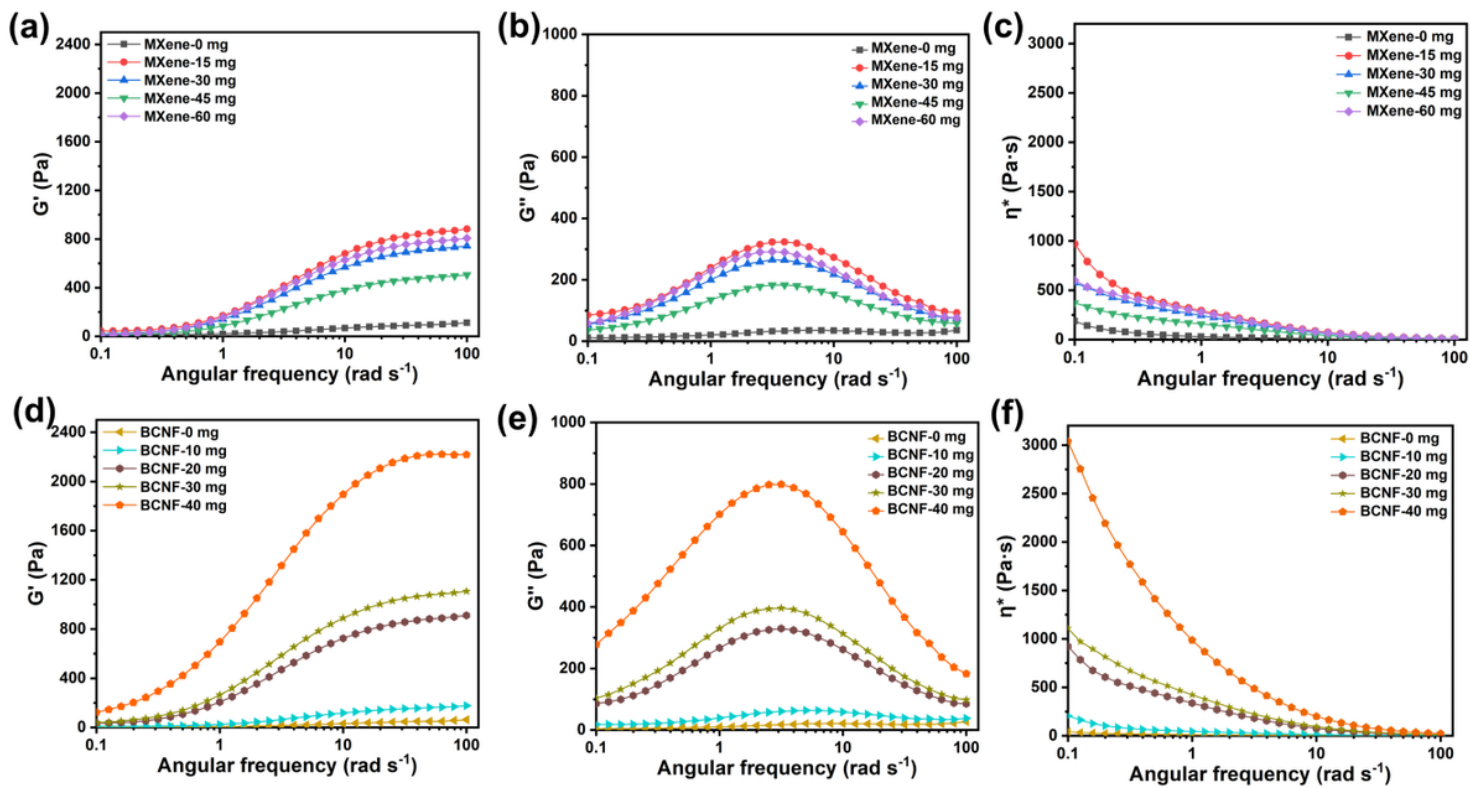 (a)
G' (Pa)
2400
2000
1600
1200
800
400
0
MXene-0 mg
MXene-15 mg
MXene-30 mg
MXene-45 mg
MXene-60 mg
0.1 1 10 100
Angular frequency (rad s⁻¹)
(b)
G'' (Pa)
1000
800
600
400
200
0
MXene-0 mg
MXene-15 mg
MXene-30 mg
MXene-45 mg
MXene-60 mg
0.1 1 10 100
Angular frequency (rad s⁻¹)
(c)
η* (Pa·s)
3000
2500
2000
1500
1000
500
0
MXene-0 mg
MXene-15 mg
MXene-30 mg
MXene-45 mg
MXene-60 mg
0.1 1 10 100
Angular frequency (rad s⁻¹)
(d)
G' (Pa)
2400
2000
1600
1200
800
400
0
BCNF-0 mg
BCNF-10 mg
BCNF-20 mg
BCNF-30 mg
BCNF-40 mg
0.1 1 10 100
Angular frequency (rad s⁻¹)
(e)
G'' (Pa)
1000
800
600
400
200
0
BCNF-0 mg
BCNF-10 mg
BCNF-20 mg
BCNF-30 mg
BCNF-40 mg
0.1 1 10 100
Angular frequency (rad s⁻¹)
(f)
η* (Pa·s)
3000
2500
2000
1500
1000
500
0
BCNF-0 mg
BCNF-10 mg
BCNF-20 mg
BCNF-30 mg
BCNF-40 mg
0.1 1 10 100
Angular frequency (rad s⁻¹)